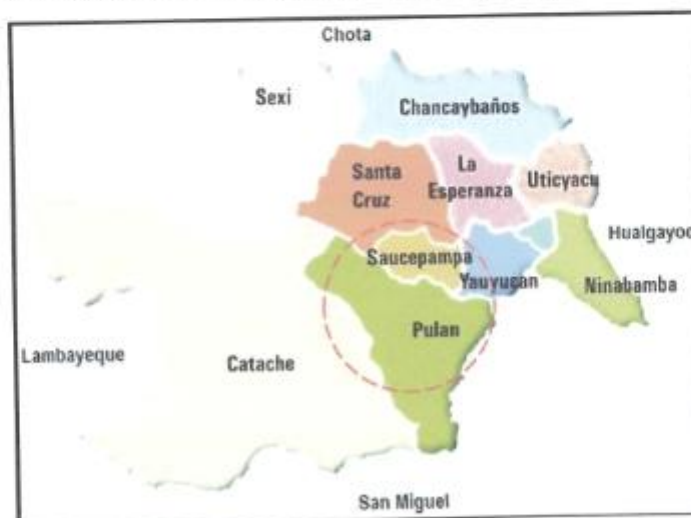 Chota
Sexi
Chancaybaños
Santa
Cruz
La
Esperanza
Uticyacu
Hualgayoc
Saucepampa
Yauyucan
Ninabamba
Pulan
Lambayeque
Catache
San Miguel